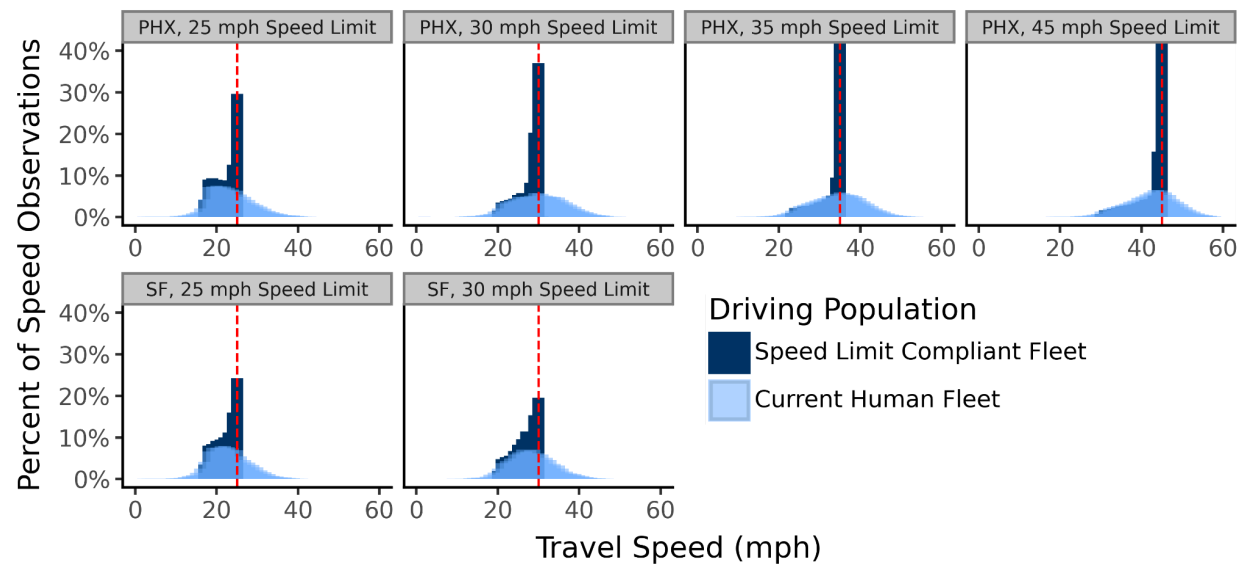 PHX, 25 mph Speed Limit
PHX, 30 mph Speed Limit
PHX, 35 mph Speed Limit
PHX, 45 mph Speed Limit
Percent of Speed Observations
40%
30%
20%
10%
0%
0 20 40 60
0 20 40 60
0 20 40 60
0 20 40 60
SF, 25 mph Speed Limit
SF, 30 mph Speed Limit
40%
30%
20%
10%
0%
0 20 40 60
0 20 40 60
Driving Population
Speed Limit Compliant Fleet
Current Human Fleet
Travel Speed (mph)